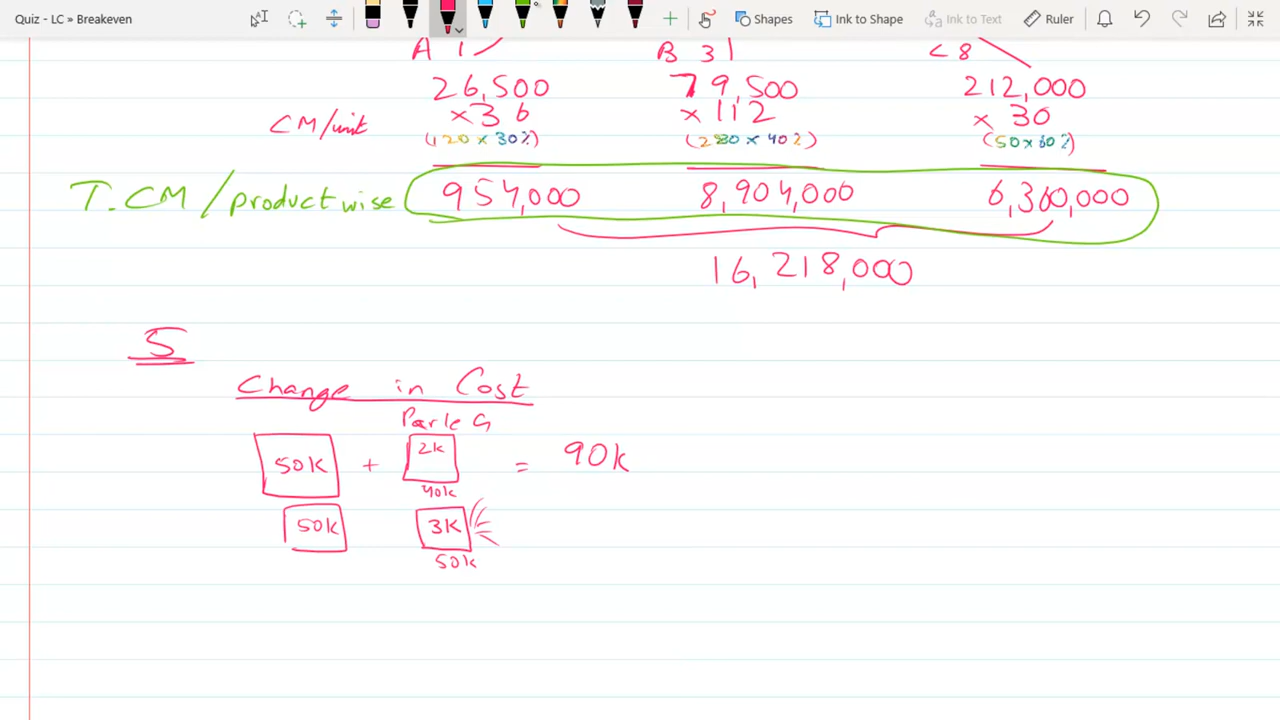 Quiz - LC » Breakeven
Shapes
Ink to Shape
Ink to Text
Ruler
A 1 B 3 C 8
26,500 79,500 212,000
CM/unit x 36 x 112 x 30
(120 x 30%) (280 x 40%) (50 x 60%)
T.CM/productwise 954,000 8,904,000 6,360,000
16,218,000
5
Change in Cost
Parle G
50k + 2k = 90k
40k
50k 3k
50k